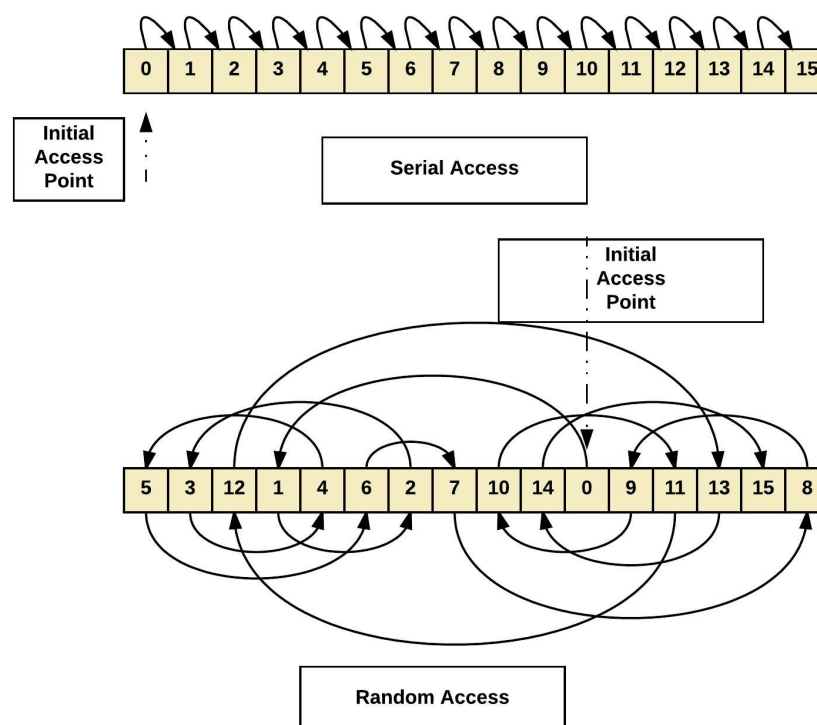 0 1 2 3 4 5 6 7 8 9 10 11 12 13 14 15
Initial
Access
Point
Serial Access
Initial
Access
Point
5 3 12 1 4 6 2 7 10 14 0 9 11 13 15 8
Random Access